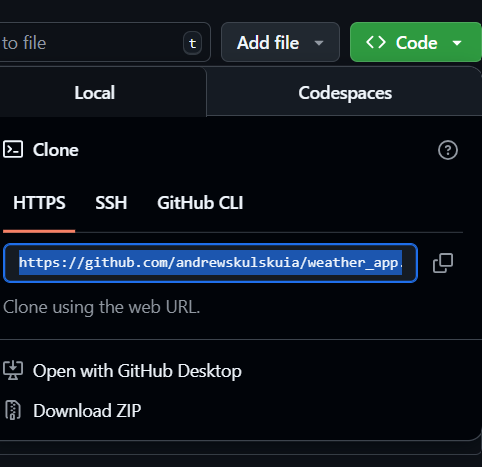 to file t Add file Code
Local Codespaces
Clone
HTTPS SSH GitHub CLI
https://github.com/andrewskulskuia/weather_app.
Clone using the web URL.
Open with GitHub Desktop
Download ZIP